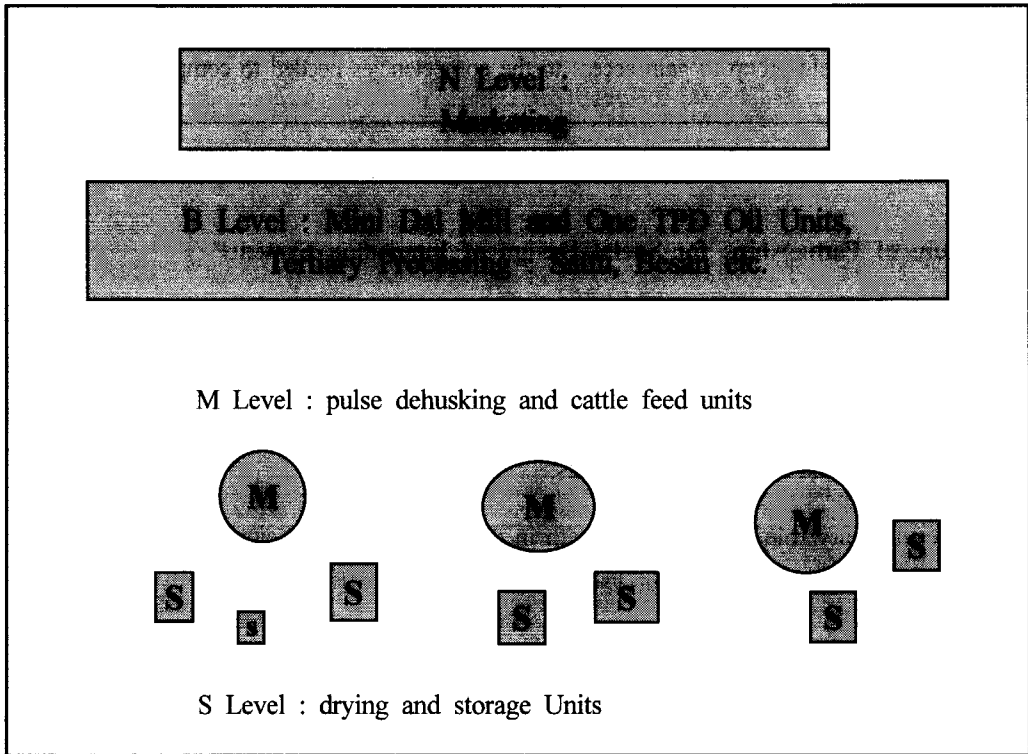 N Level :
Marketing
B Level : Mini Dal Mill and One TPD Oil Units,
Tertiary Processing - Sattu, Besan etc.
M Level : pulse dehusking and cattle feed units
M M M
S
S S S S
s S S
S Level : drying and storage Units